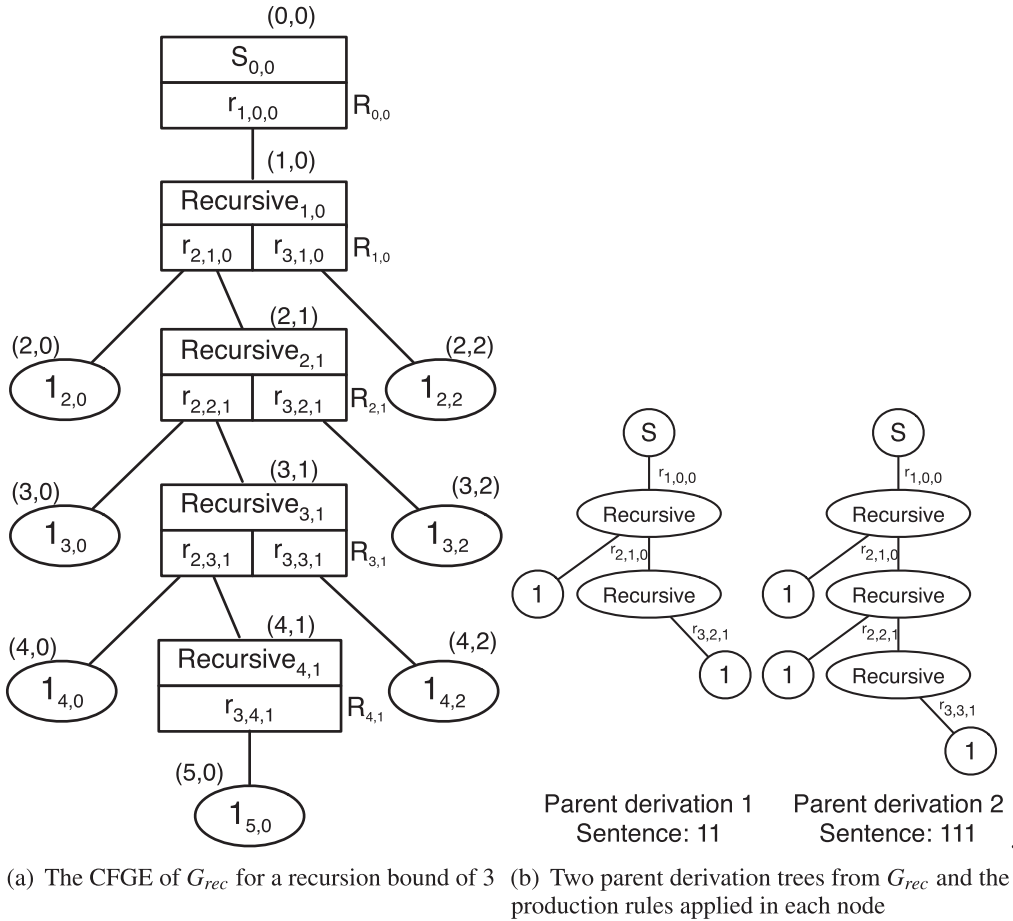 (0,0)
S0,0
r1,0,0 R0,0
(1,0)
Recursive1,0
r2,1,0 r3,1,0 R1,0
(2,0) (2,1) (2,2)
Recursive2,1
12,0 12,2
r2,2,1 r3,2,1 R2,1
(3,0) (3,1) (3,2)
Recursive3,1
13,0 13,2
r2,3,1 r3,3,1 R3,1
(4,0) (4,1) (4,2)
Recursive4,1
14,0 14,2
r3,4,1 R4,1
(5,0)
15,0
S
r1,0,0
Recursive
r2,1,0
1 Recursive
r3,2,1
1
Parent derivation 1
Sentence: 11
S
r1,0,0
Recursive
r2,1,0
1 Recursive
r2,2,1
1 Recursive
r3,3,1
1
Parent derivation 2
Sentence: 111
.
(a) The CFGE of Grec for a recursion bound of 3
(b) Two parent derivation trees from Grec and the
production rules applied in each node